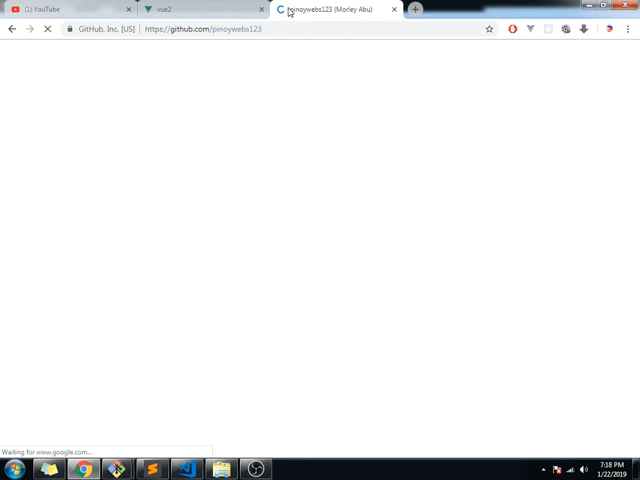 (1) YouTube
vue2
pinoywebs123 (Morley Abu)
GitHub, Inc. [US]
https://github.com/pinoywebs123
Waiting for www.google.com...
7:18 PM
1/22/2019